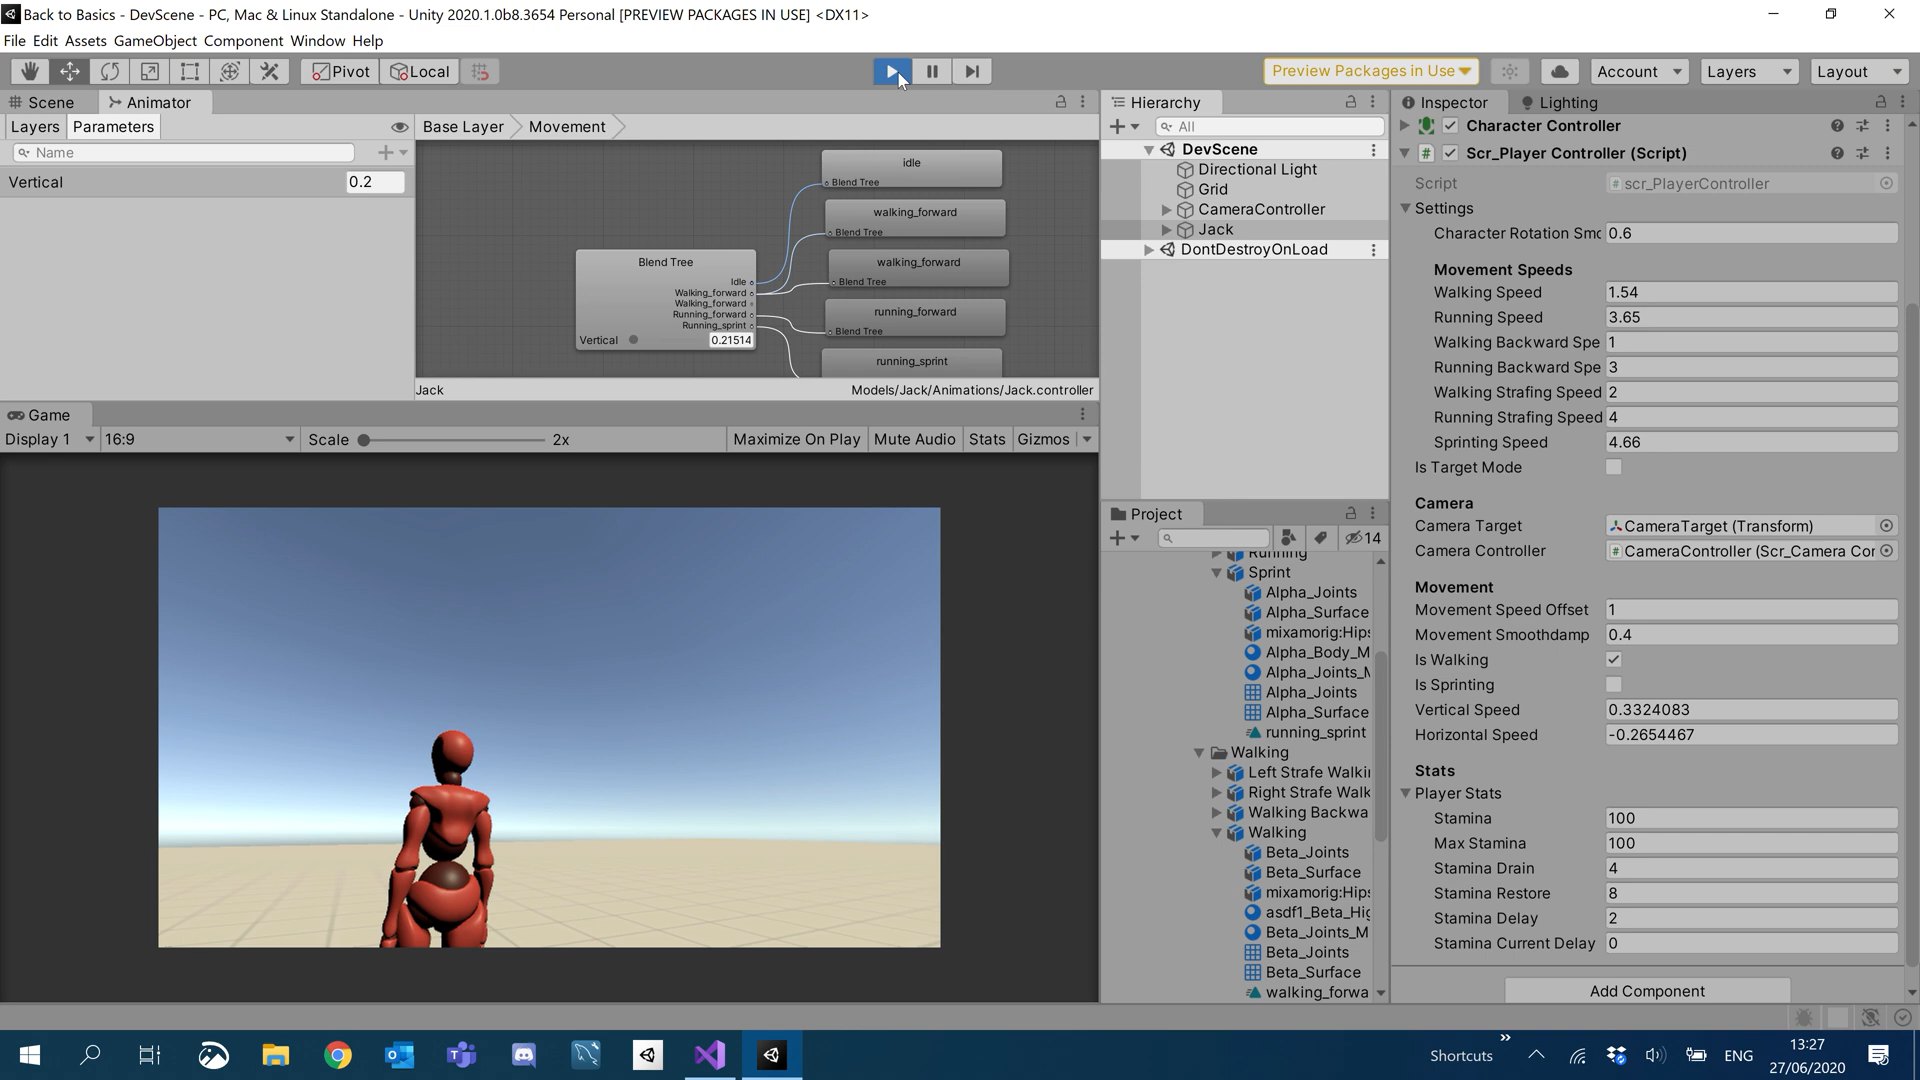 Back to Basics - DevScene - PC, Mac & Linux Standalone - Unity 2020.1.0b8.3654 Personal [PREVIEW PACKAGES IN USE] <DX11>
File Edit Assets GameObject Component Window Help
Pivot Local Preview Packages in Use Account Layers Layout
Scene Animator
Layers Parameters
Name
Vertical 0.2
Base Layer Movement
idle
Blend Tree
walking_forward
Blend Tree
walking_forward
Blend Tree
running_forward
Blend Tree
running_sprint
Blend Tree
Idle
Walking_forward
Walking_forward
Running_forward
Running_sprint
Vertical 0.21514
Jack Models/Jack/Animations/Jack.controller
Game
Display 1 16:9 Scale 2x Maximize On Play Mute Audio Stats Gizmos
Hierarchy
All
DevScene
Directional Light
Grid
CameraController
Jack
DontDestroyOnLoad
Project
14
Running
Sprint
Alpha_Joints
Alpha_Surface
mixamorig:Hips
Alpha_Body_M
Alpha_Joints_M
Alpha_Joints
Alpha_Surface
running_sprint
Walking
Left Strafe Walki
Right Strafe Walk
Walking Backwa
Walking
Beta_Joints
Beta_Surface
mixamorig:Hips
asdf1_Beta_Hig
Beta_Joints_M
Beta_Joints
Beta_Surface
walking_forwa
Inspector Lighting
Character Controller
Scr_Player Controller (Script)
Script # scr_PlayerController
Settings
Character Rotation Smo 0.6
Movement Speeds
Walking Speed 1.54
Running Speed 3.65
Walking Backward Spe 1
Running Backward Spe 3
Walking Strafing Speed 2
Running Strafing Speed 4
Sprinting Speed 4.66
Is Target Mode
Camera
Camera Target CameraTarget (Transform)
Camera Controller # CameraController (Scr_Camera Cor
Movement
Movement Speed Offset 1
Movement Smoothdamp 0.4
Is Walking
Is Sprinting
Vertical Speed 0.3324083
Horizontal Speed -0.2654467
Stats
Player Stats
Stamina 100
Max Stamina 100
Stamina Drain 4
Stamina Restore 8
Stamina Delay 2
Stamina Current Delay 0
Add Component
Shortcuts ENG 13:27
27/06/2020